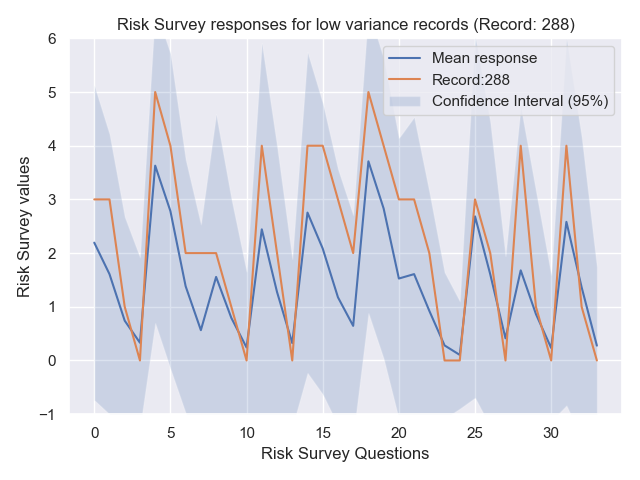 Risk Survey responses for low variance records (Record: 288)
Mean response
Record:288
Confidence Interval (95%)
Risk Survey values
6
5
4
3
2
1
0
−1
0
5
10
15
20
25
30
Risk Survey Questions